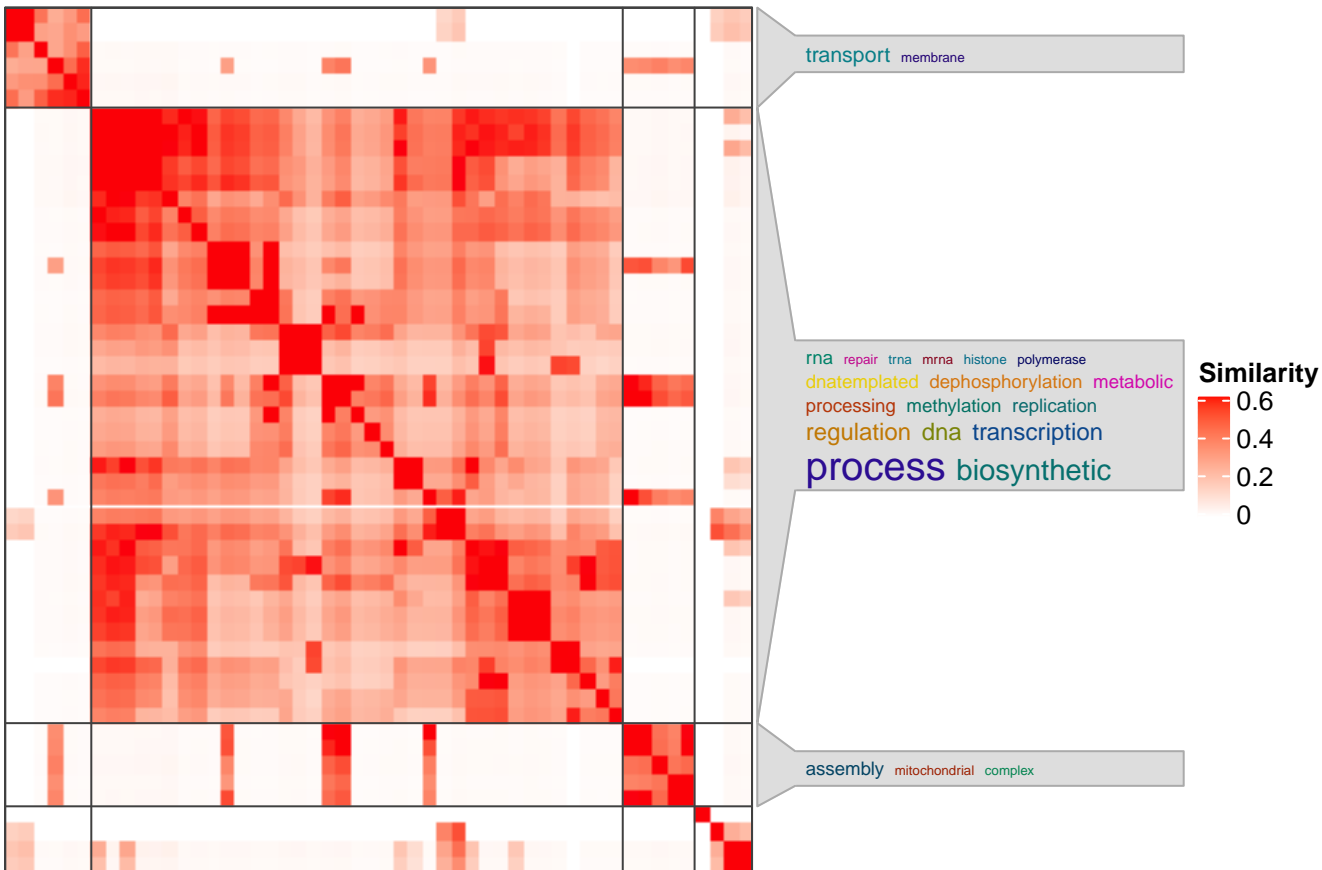 transport membrane
rna repair trna mrna histone polymerase
dnatemplated dephosphorylation metabolic
processing methylation replication
regulation dna transcription
process biosynthetic
assembly mitochondrial complex
Similarity
0.6
0.4
0.2
0